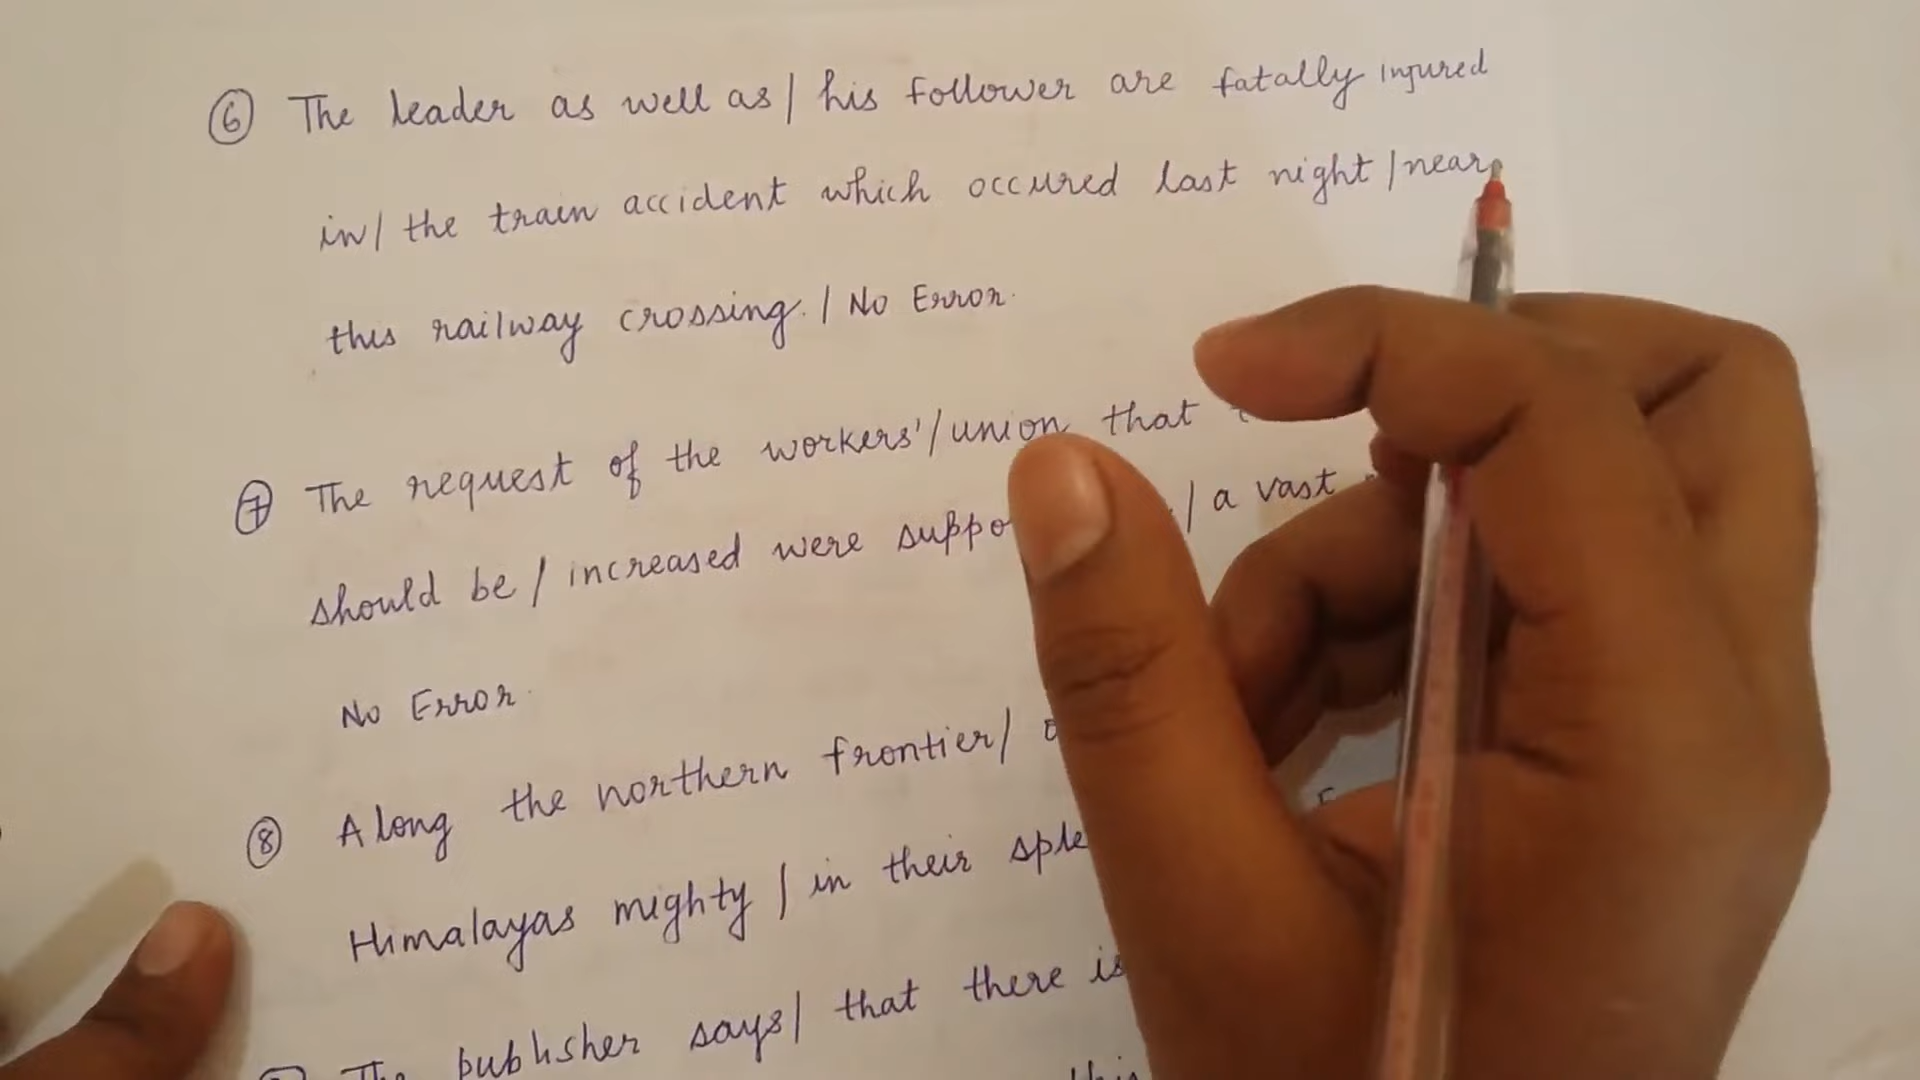 ⑥ The leader as well as / his follower are fatally injured
in / the train accident which occured last night / near
this railway crossing. / No Error.
⑦ The request of the workers' / union that
should be / increased were / a vast
No Error.
⑧ Along the northern frontier /
Himalayas mighty / in their
The publisher says / that there is
this